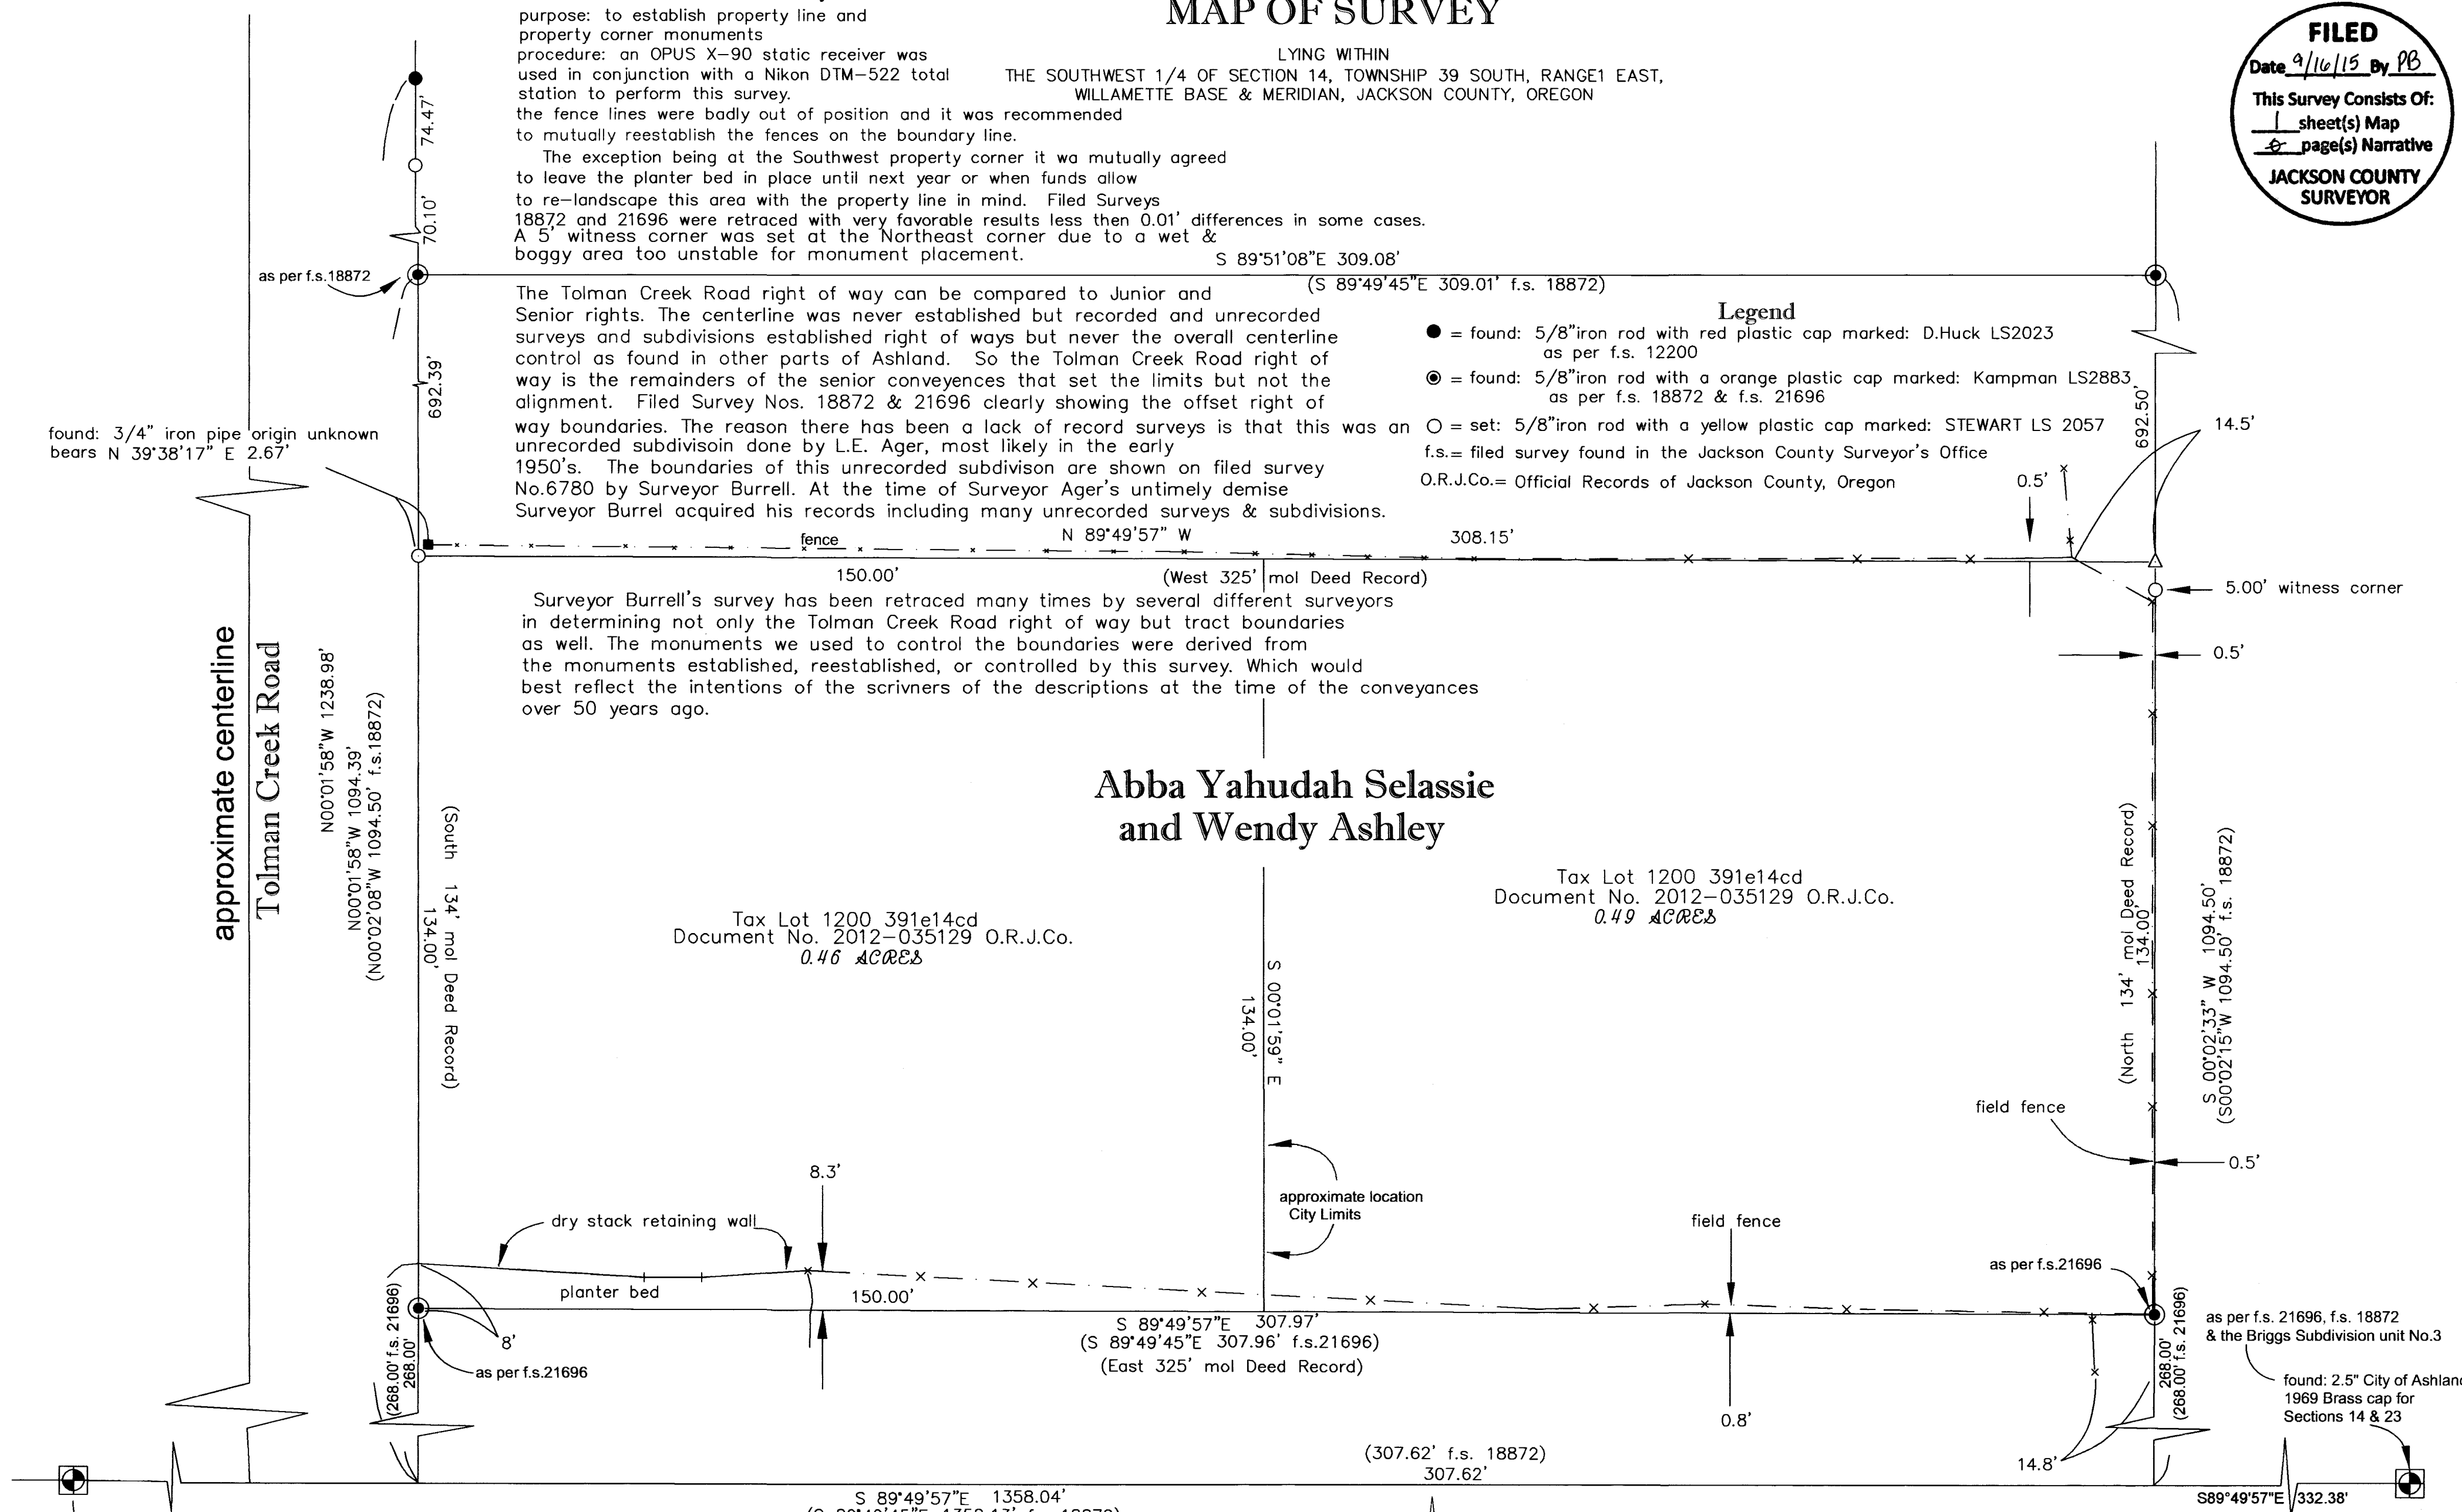 purpose: to establish property line and
property corner monuments
procedure: an OPUS X-90 static receiver was
used in conjunction with a Nikon DTM-522 total
station to perform this survey.
the fence lines were badly out of position and it was recommended
to mutually reestablish the fences on the boundary line.
The exception being at the Southwest property corner it wa mutually agreed
to leave the planter bed in place until next year or when funds allow
to re-landscape this area with the property line in mind. Filed Surveys
18872 and 21696 were retraced with very favorable results less then 0.01' differences in some cases.
A 5' witness corner was set at the Northeast corner due to a wet &
boggy area too unstable for monument placement.
MAP OF SURVEY
LYING WITHIN
THE SOUTHWEST 1/4 OF SECTION 14, TOWNSHIP 39 SOUTH, RANGE1 EAST,
WILLAMETTE BASE & MERIDIAN, JACKSON COUNTY, OREGON
FILED
Date 9/16/15 By PB
This Survey Consists Of:
1 sheet(s) Map
0 page(s) Narrative
JACKSON COUNTY
SURVEYOR
74.47'
70.10'
as per f.s.18872
S 89°51'08"E 309.08'
(S 89°49'45"E 309.01' f.s. 18872)
The Tolman Creek Road right of way can be compared to Junior and
Senior rights. The centerline was never established but recorded and unrecorded
surveys and subdivisions established right of ways but never the overall centerline
control as found in other parts of Ashland. So the Tolman Creek Road right of
way is the remainders of the senior conveyences that set the limits but not the
alignment. Filed Survey Nos. 18872 & 21696 clearly showing the offset right of
way boundaries. The reason there has been a lack of record surveys is that this was an
unrecorded subdivisoin done by L.E. Ager, most likely in the early
1950's. The boundaries of this unrecorded subdivison are shown on filed survey
No.6780 by Surveyor Burrell. At the time of Surveyor Ager's untimely demise
Surveyor Burrel acquired his records including many unrecorded surveys & subdivisions.
Legend
= found: 5/8"iron rod with red plastic cap marked: D.Huck LS2023
as per f.s. 12200
= found: 5/8"iron rod with a orange plastic cap marked: Kampman LS2883
as per f.s. 18872 & f.s. 21696
= set: 5/8"iron rod with a yellow plastic cap marked: STEWART LS 2057
f.s.= filed survey found in the Jackson County Surveyor's Office
O.R.J.Co.= Official Records of Jackson County, Oregon
692.39'
692.50'
14.5'
0.5'
found: 3/4" iron pipe origin unknown
bears N 39°38'17" E 2.67'
fence
N 89°49'57" W 308.15'
150.00'
(West 325' mol Deed Record)
5.00' witness corner
0.5'
Surveyor Burrell's survey has been retraced many times by several different surveyors
in determining not only the Tolman Creek Road right of way but tract boundaries
as well. The monuments we used to control the boundaries were derived from
the monuments established, reestablished, or controlled by this survey. Which would
best reflect the intentions of the scrivners of the descriptions at the time of the conveyances
over 50 years ago.
approximate centerline
Tolman Creek Road
N00°01'58"W 1238.98'
N00°01'58"W 1094.39'
(N00°02'08"W 1094.50' f.s.18872)
(South 134' mol Deed Record)
134.00'
Abba Yahudah Selassie
and Wendy Ashley
Tax Lot 1200 391e14cd
Document No. 2012-035129 O.R.J.Co.
0.46 ACRES
Tax Lot 1200 391e14cd
Document No. 2012-035129 O.R.J.Co.
0.49 ACRES
S 00°01'59" E
134.00'
(North 134' mol Deed Record)
134.00'
S 00°02'33" W 1094.50'
(S00°02'15"W 1094.50' f.s. 18872)
field fence
0.5'
8.3'
dry stack retaining wall
approximate location
City Limits
field fence
as per f.s.21696
planter bed
150.00'
8'
as per f.s.21696
(268.00' f.s. 21696)
268.00'
S 89°49'57"E 307.97'
(S 89°49'45"E 307.96' f.s.21696)
(East 325' mol Deed Record)
0.8'
14.8'
268.00'
(268.00' f.s. 21696)
as per f.s. 21696, f.s. 18872
& the Briggs Subdivision unit No.3
found: 2.5" City of Ashlan
1969 Brass cap for
Sections 14 & 23
(307.62' f.s. 18872)
307.62'
S 89°49'57"E 1358.04'
S89°49'57"E 332.38'